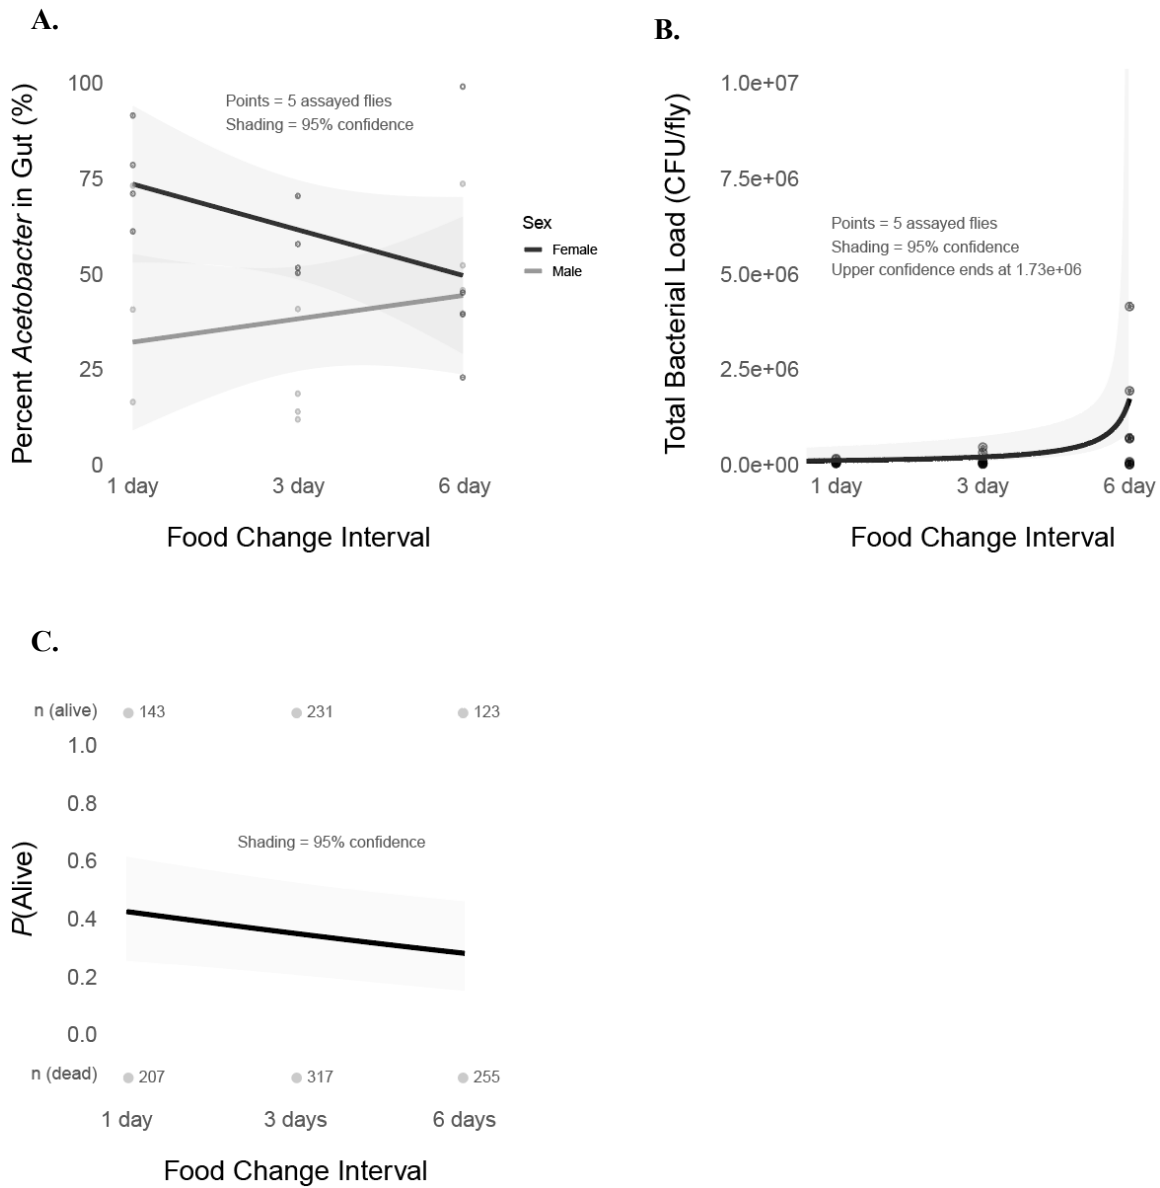 A.
Percent Acetobacter in Gut (%)
100
75
50
25
0
Points = 5 assayed flies
Shading = 95% confidence
Sex
Female
Male
1 day
3 day
6 day
Food Change Interval
B.
Total Bacterial Load (CFU/fly)
1.0e+07
7.5e+06
5.0e+06
2.5e+06
0.0e+00
Points = 5 assayed flies
Shading = 95% confidence
Upper confidence ends at 1.73e+06
1 day
3 day
6 day
Food Change Interval
C.
n (alive)
143
231
123
P(Alive)
1.0
0.8
0.6
0.4
0.2
0.0
Shading = 95% confidence
n (dead)
207
317
255
1 day
3 days
6 days
Food Change Interval